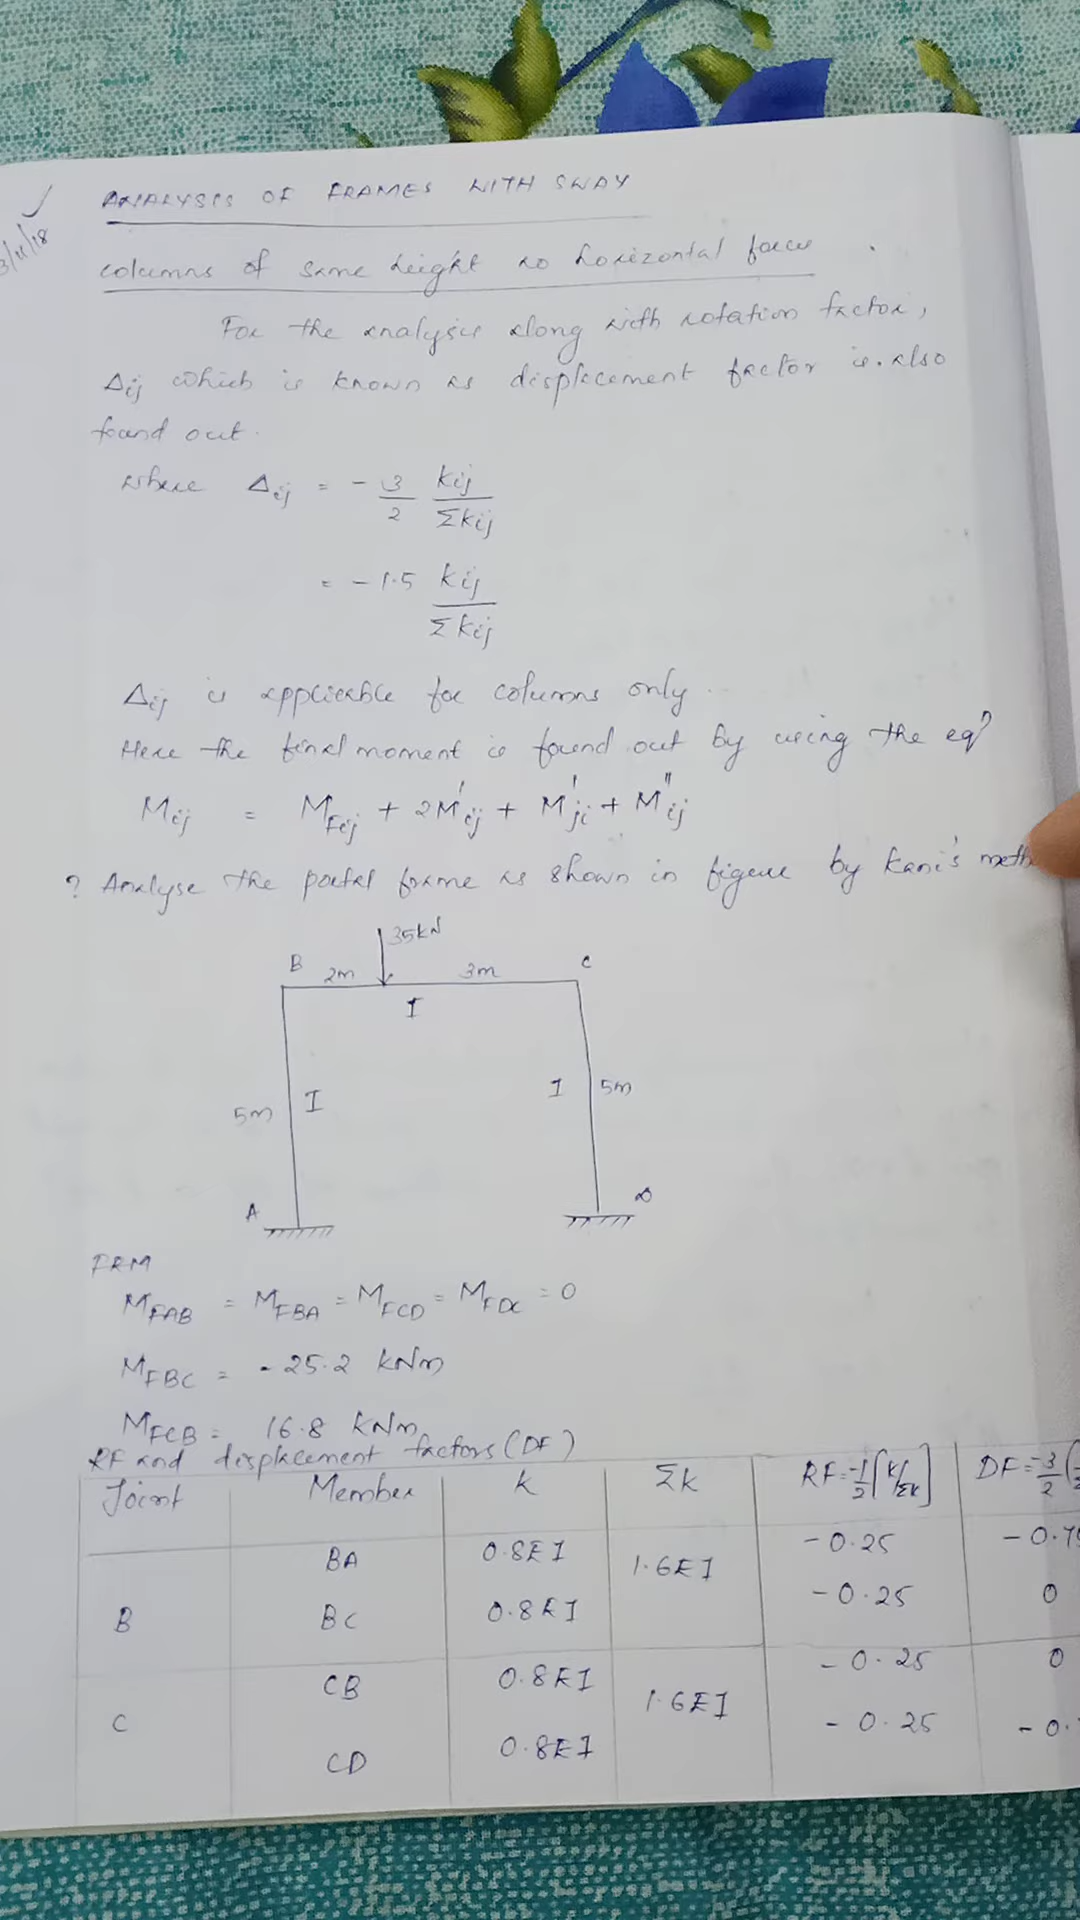 3/11/18
ANALYSIS OF FRAMES WITH SWAY
columns of same height no horizontal force
For the analysis along with rotation factor,
Δij which is known as displacement factor is also
found out.
where Δij = - 3/2 kij/Σkij
= -1.5 kij/Σkij
Δij is applicable for columns only.
Here the final moment is found out by using the eqn
Mij = MFij + 2M'ij + M'ji + M''ij
? Analyse the portal frame as shown in figure by Kani's meth
35kN
B 2m 3m C
I
5m I I 5m
A D
FEM
MFAB = MFBA = MFCD = MFDC = 0
MFBC = -25.2 kNm
MFCB = 16.8 kNm
RF and displacement factors (DF)
Joint Member k Σk RF=-1/2[k/Σk] DF=-3/2(
BA 0.8EI -0.25 -0.75
B 1.6EI
BC 0.8EI -0.25 0
CB 0.8EI -0.25 0
C 1.6EI
CD 0.8EI -0.25 -0.